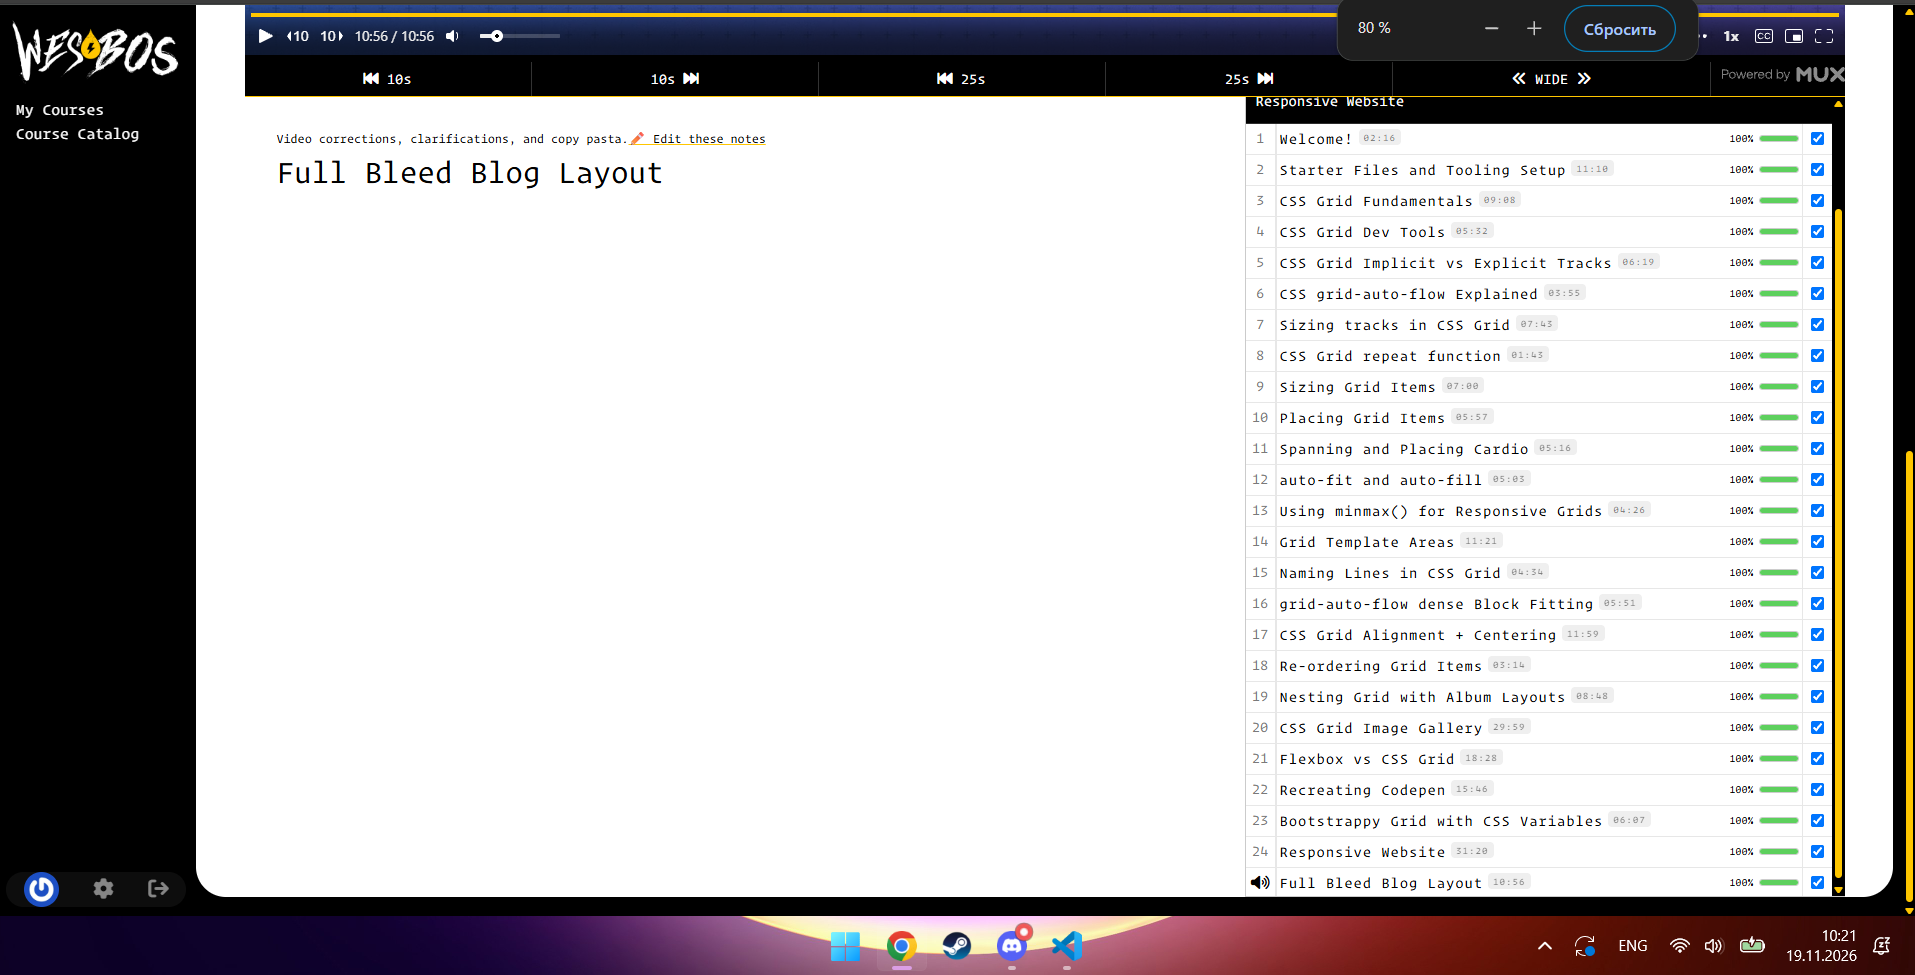 WESBOS
My Courses
Course Catalog
10 10 10:56 / 10:56
80 %
Сбросить
1x CC
10s
10s
25s
25s
WIDE
Powered by MUX
Video corrections, clarifications, and copy pasta. Edit these notes
Full Bleed Blog Layout
Responsive Website
1 Welcome! 02:16 100%
2 Starter Files and Tooling Setup 11:10 100%
3 CSS Grid Fundamentals 09:08 100%
4 CSS Grid Dev Tools 05:32 100%
5 CSS Grid Implicit vs Explicit Tracks 06:19 100%
6 CSS grid-auto-flow Explained 03:55 100%
7 Sizing tracks in CSS Grid 07:43 100%
8 CSS Grid repeat function 01:43 100%
9 Sizing Grid Items 07:00 100%
10 Placing Grid Items 05:57 100%
11 Spanning and Placing Cardio 05:16 100%
12 auto-fit and auto-fill 05:03 100%
13 Using minmax() for Responsive Grids 04:26 100%
14 Grid Template Areas 11:21 100%
15 Naming Lines in CSS Grid 04:34 100%
16 grid-auto-flow dense Block Fitting 05:51 100%
17 CSS Grid Alignment + Centering 11:59 100%
18 Re-ordering Grid Items 03:14 100%
19 Nesting Grid with Album Layouts 08:48 100%
20 CSS Grid Image Gallery 29:59 100%
21 Flexbox vs CSS Grid 18:28 100%
22 Recreating Codepen 15:46 100%
23 Bootstrappy Grid with CSS Variables 06:07 100%
24 Responsive Website 31:20 100%
Full Bleed Blog Layout 10:56 100%
ENG
10:21
19.11.2026